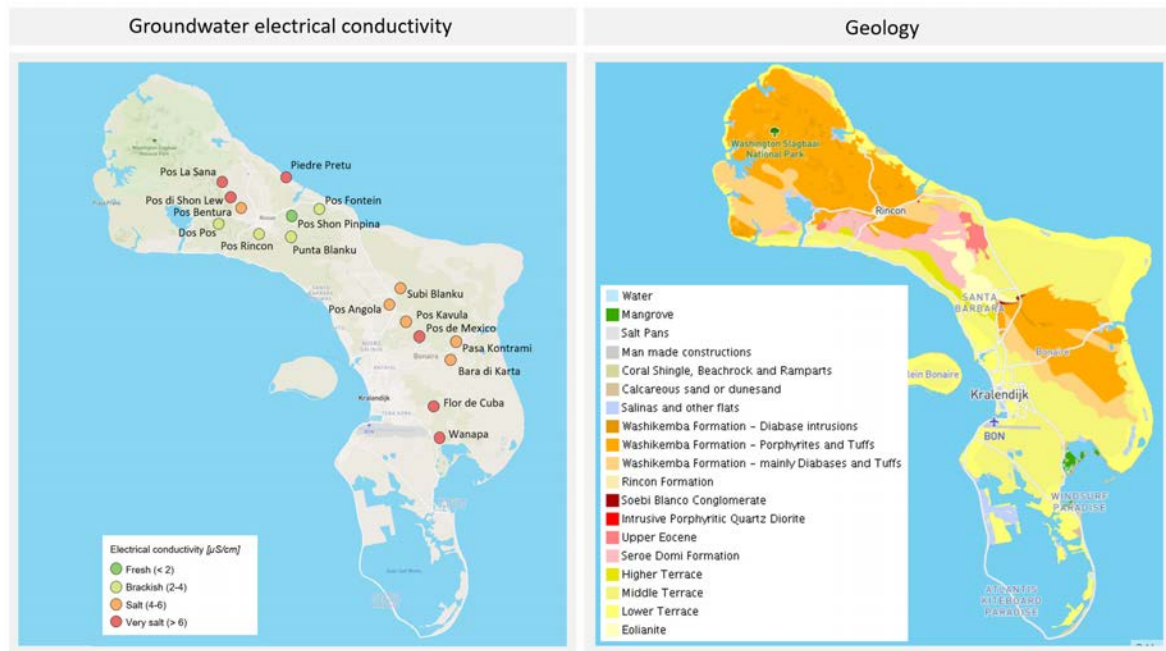 Groundwater electrical conductivity
Geology
Piedre Pretu
Pos La Sana
Pos di Shon Lew
Pos Fontein
Pos Bentura
Pos Shon Pinpina
Dos Pos
Pos Rincon
Punta Blanku
Subi Blanku
Pos Angola
Pos Kavula
Pos de Mexico
Pasa Kontrami
Bonaire
Bara di Karta
Kralendijk
Flor de Cuba
BON
Wanapa
Electrical conductivity [µS/cm]
Fresh (< 2)
Brackish (2-4)
Salt (4-6)
Very salt (> 6)
Washington Slagbaai
National Park
Rincon
SANTA
BARBARA
Bonaire
lein Bonaire
Kralendijk
BON
WINDSURF
PARADISE
ATLANTIS
KITEBOARD
PARADISE
Water
Mangrove
Salt Pans
Man made constructions
Coral Shingle, Beachrock and Ramparts
Calcareous sand or dunesand
Salinas and other flats
Washikemba Formation - Diabase intrusions
Washikemba Formation - Porphyrites and Tuffs
Washikemba Formation - mainly Diabases and Tuffs
Rincon Formation
Soebi Blanco Conglomerate
Intrusive Porphyritic Quartz Diorite
Upper Eocene
Seroe Domi Formation
Higher Terrace
Middle Terrace
Lower Terrace
Eolianite